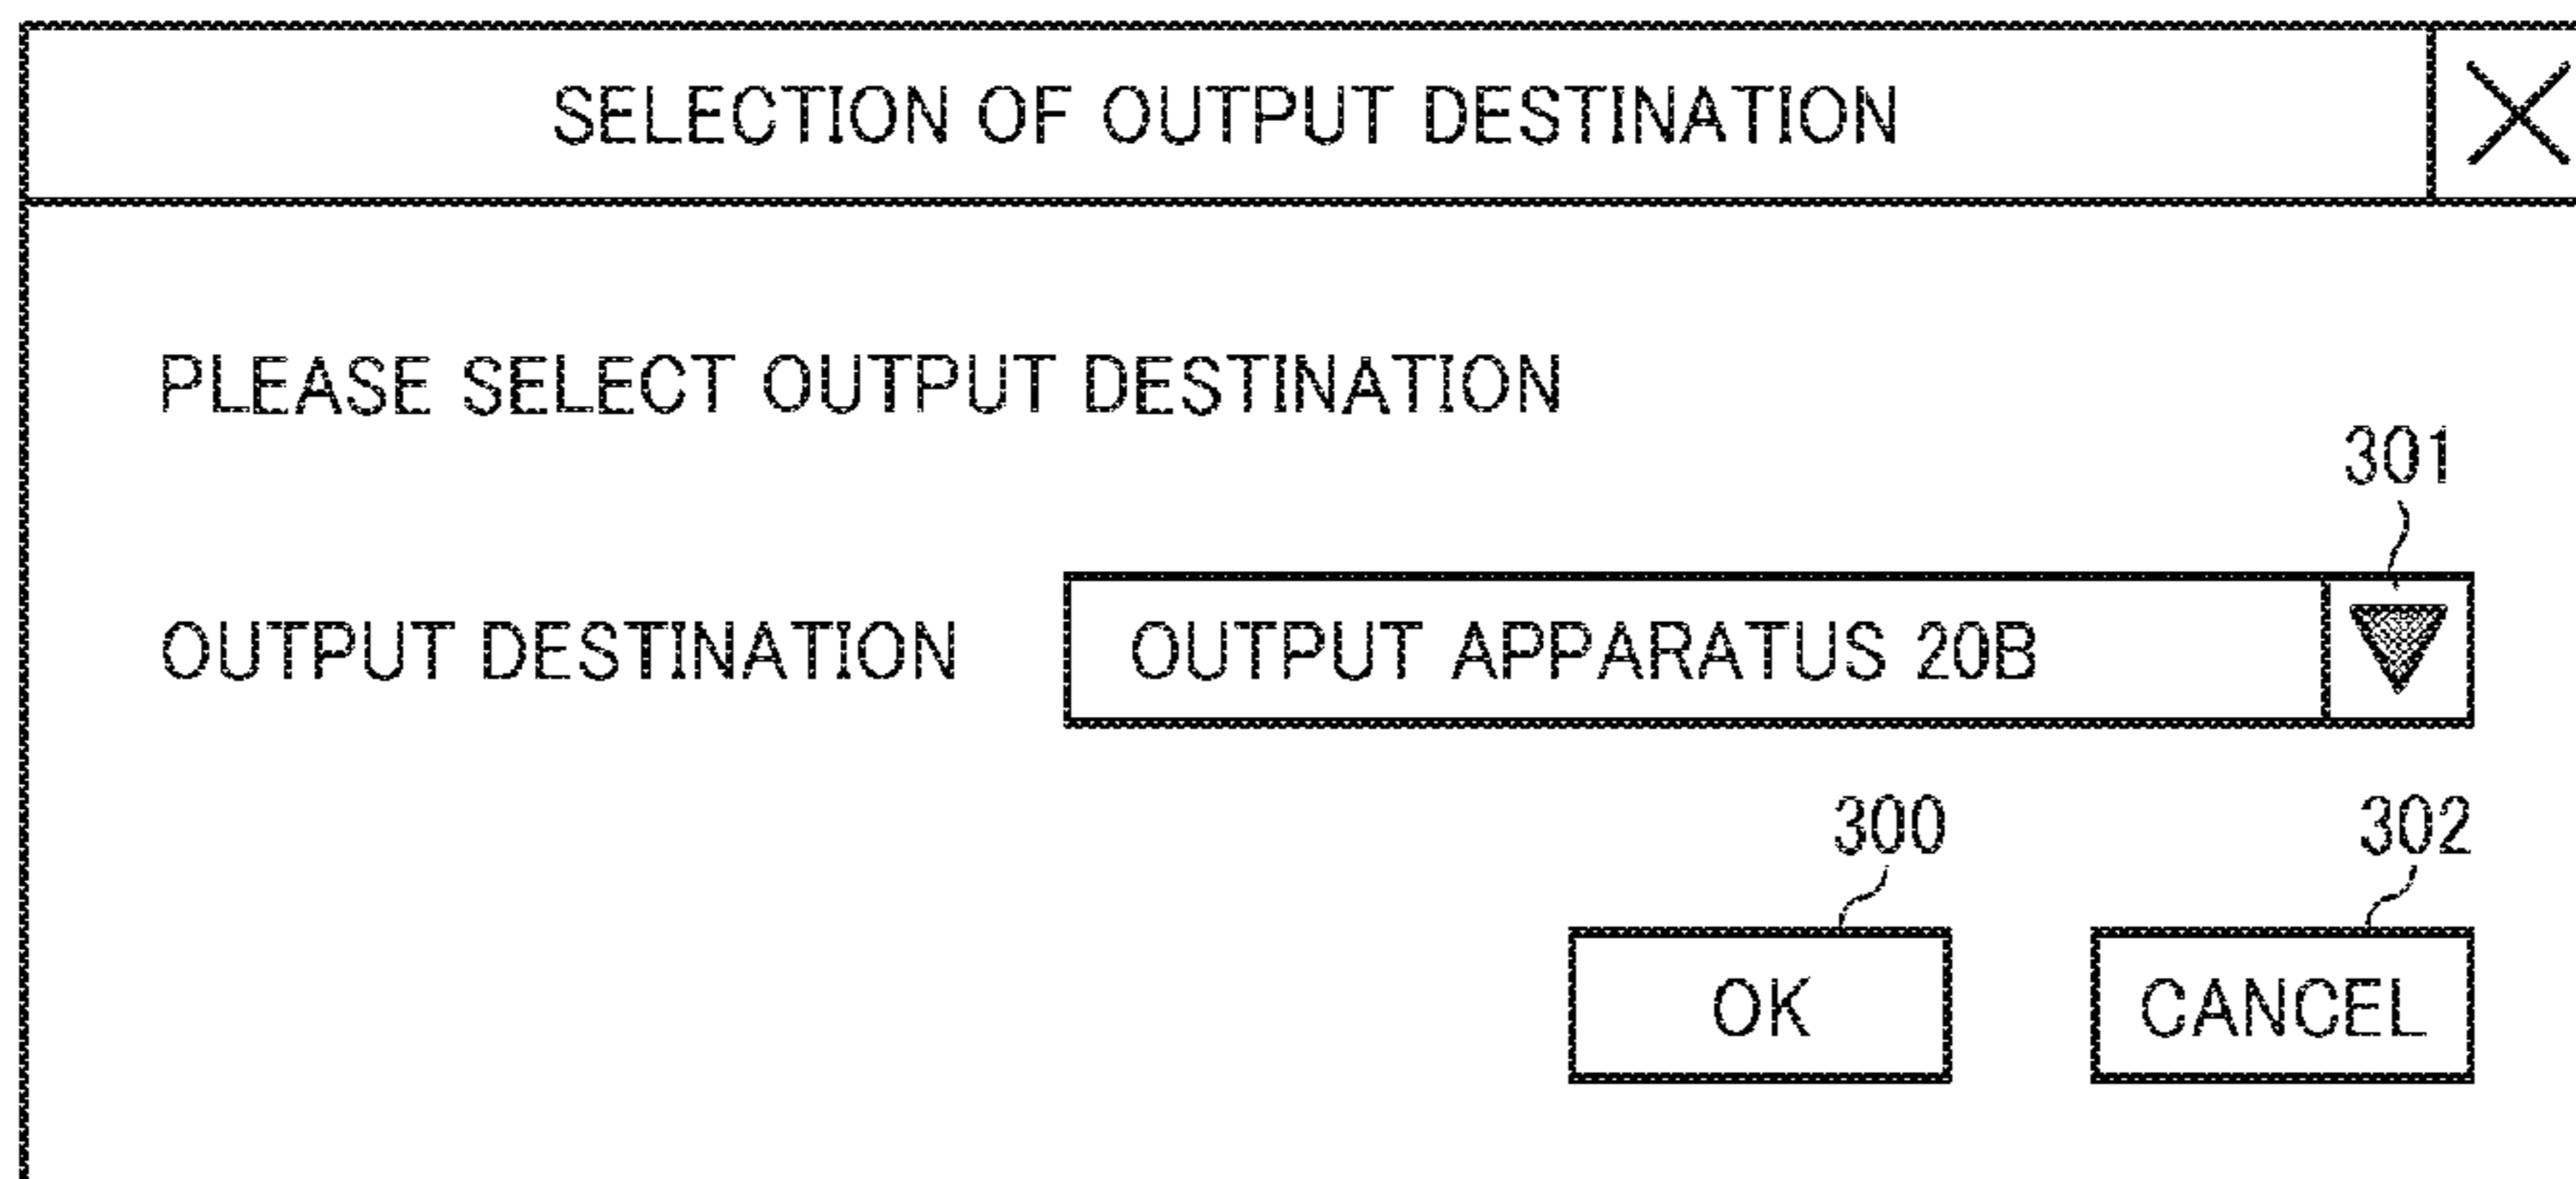 SELECTION OF OUTPUT DESTINATION
PLEASE SELECT OUTPUT DESTINATION
301
OUTPUT DESTINATION OUTPUT APPARATUS 20B
300 302
OK CANCEL